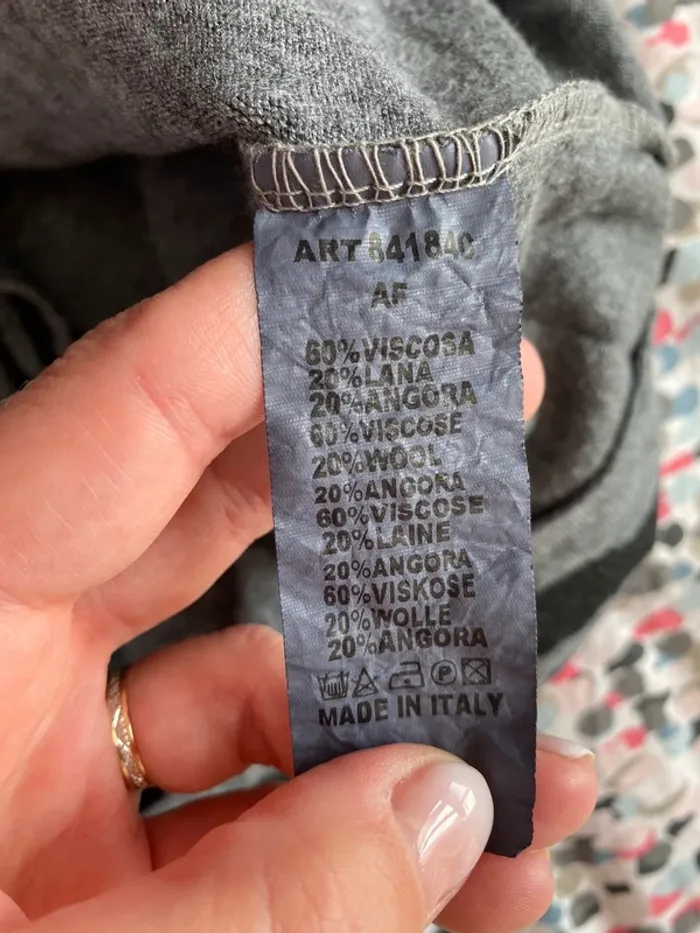 ART 841840
AF
60%VISCOSA
20%LANA
20%ANGORA
60%VISCOSE
20%WOOL
20%ANGORA
60%VISCOSE
20%LAINE
20%ANGORA
60%VISKOSE
20%WOLLE
20%ANGORA
P
MADE IN ITALY